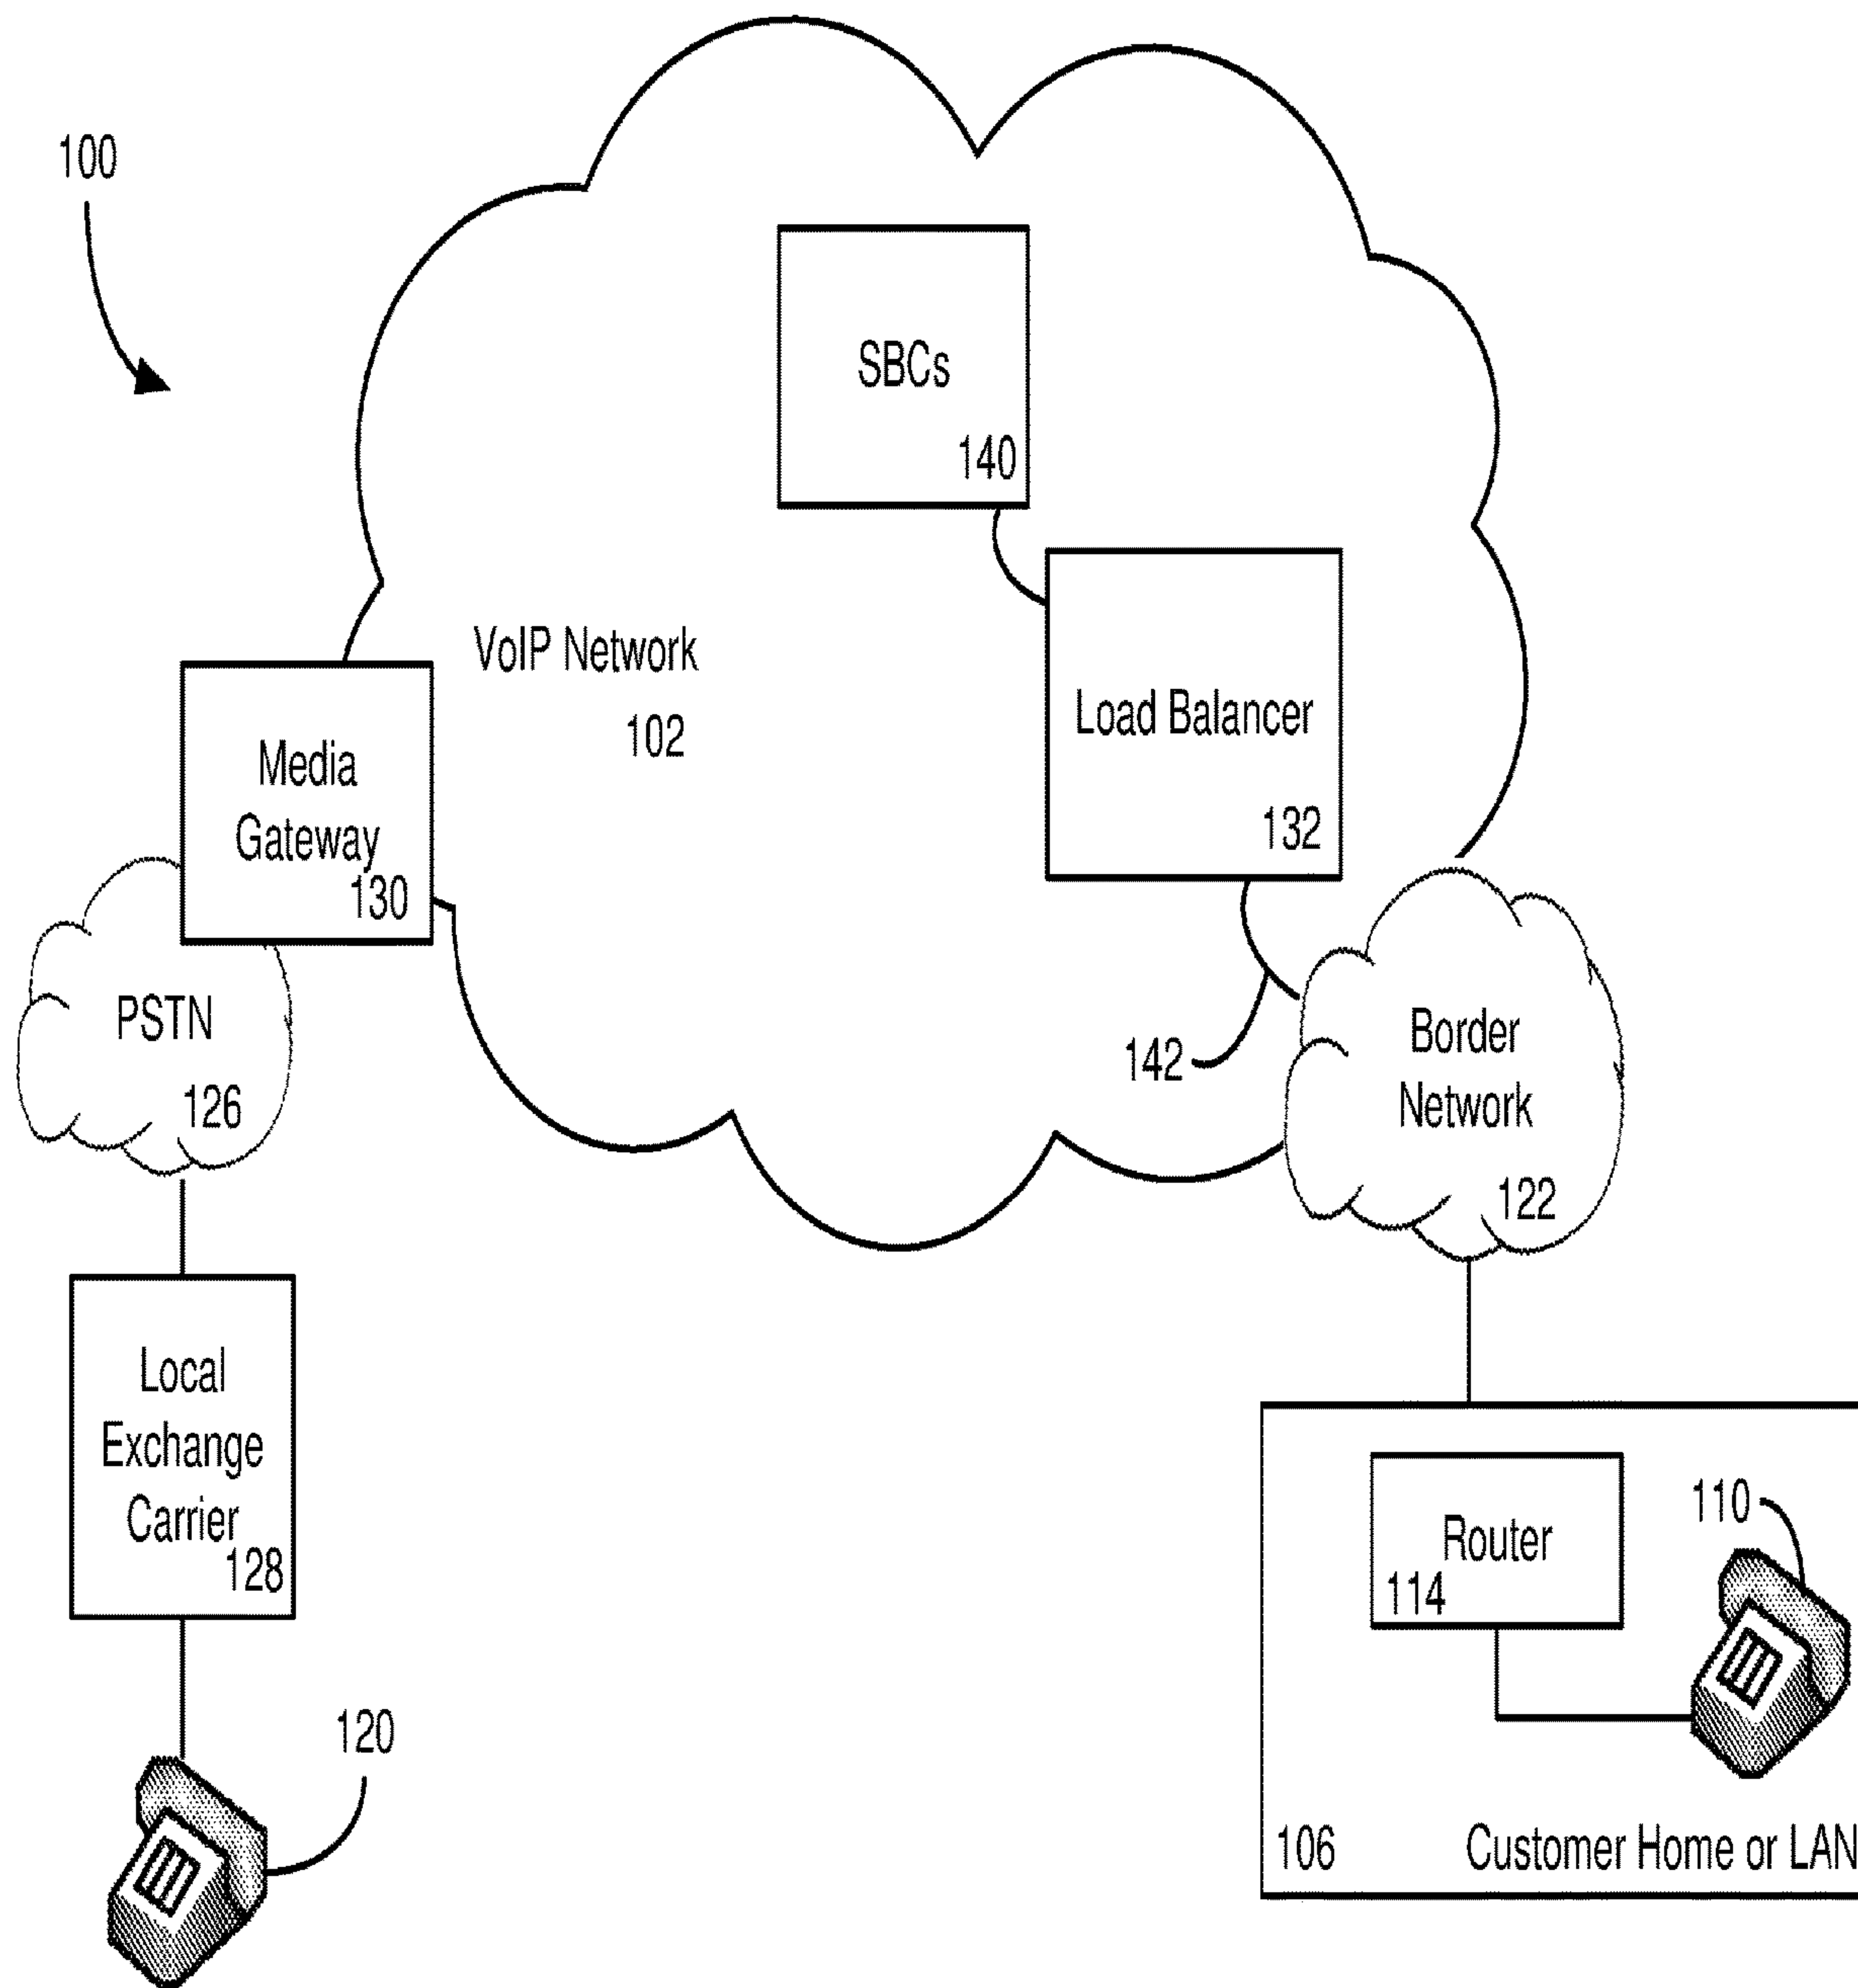 100
SBCs
140
VoIP Network
102
Load Balancer
132
Media
Gateway
130
PSTN
126
142
Border
Network
122
Local
Exchange
Carrier
128
Router
114
110
120
106
Customer Home or LAN